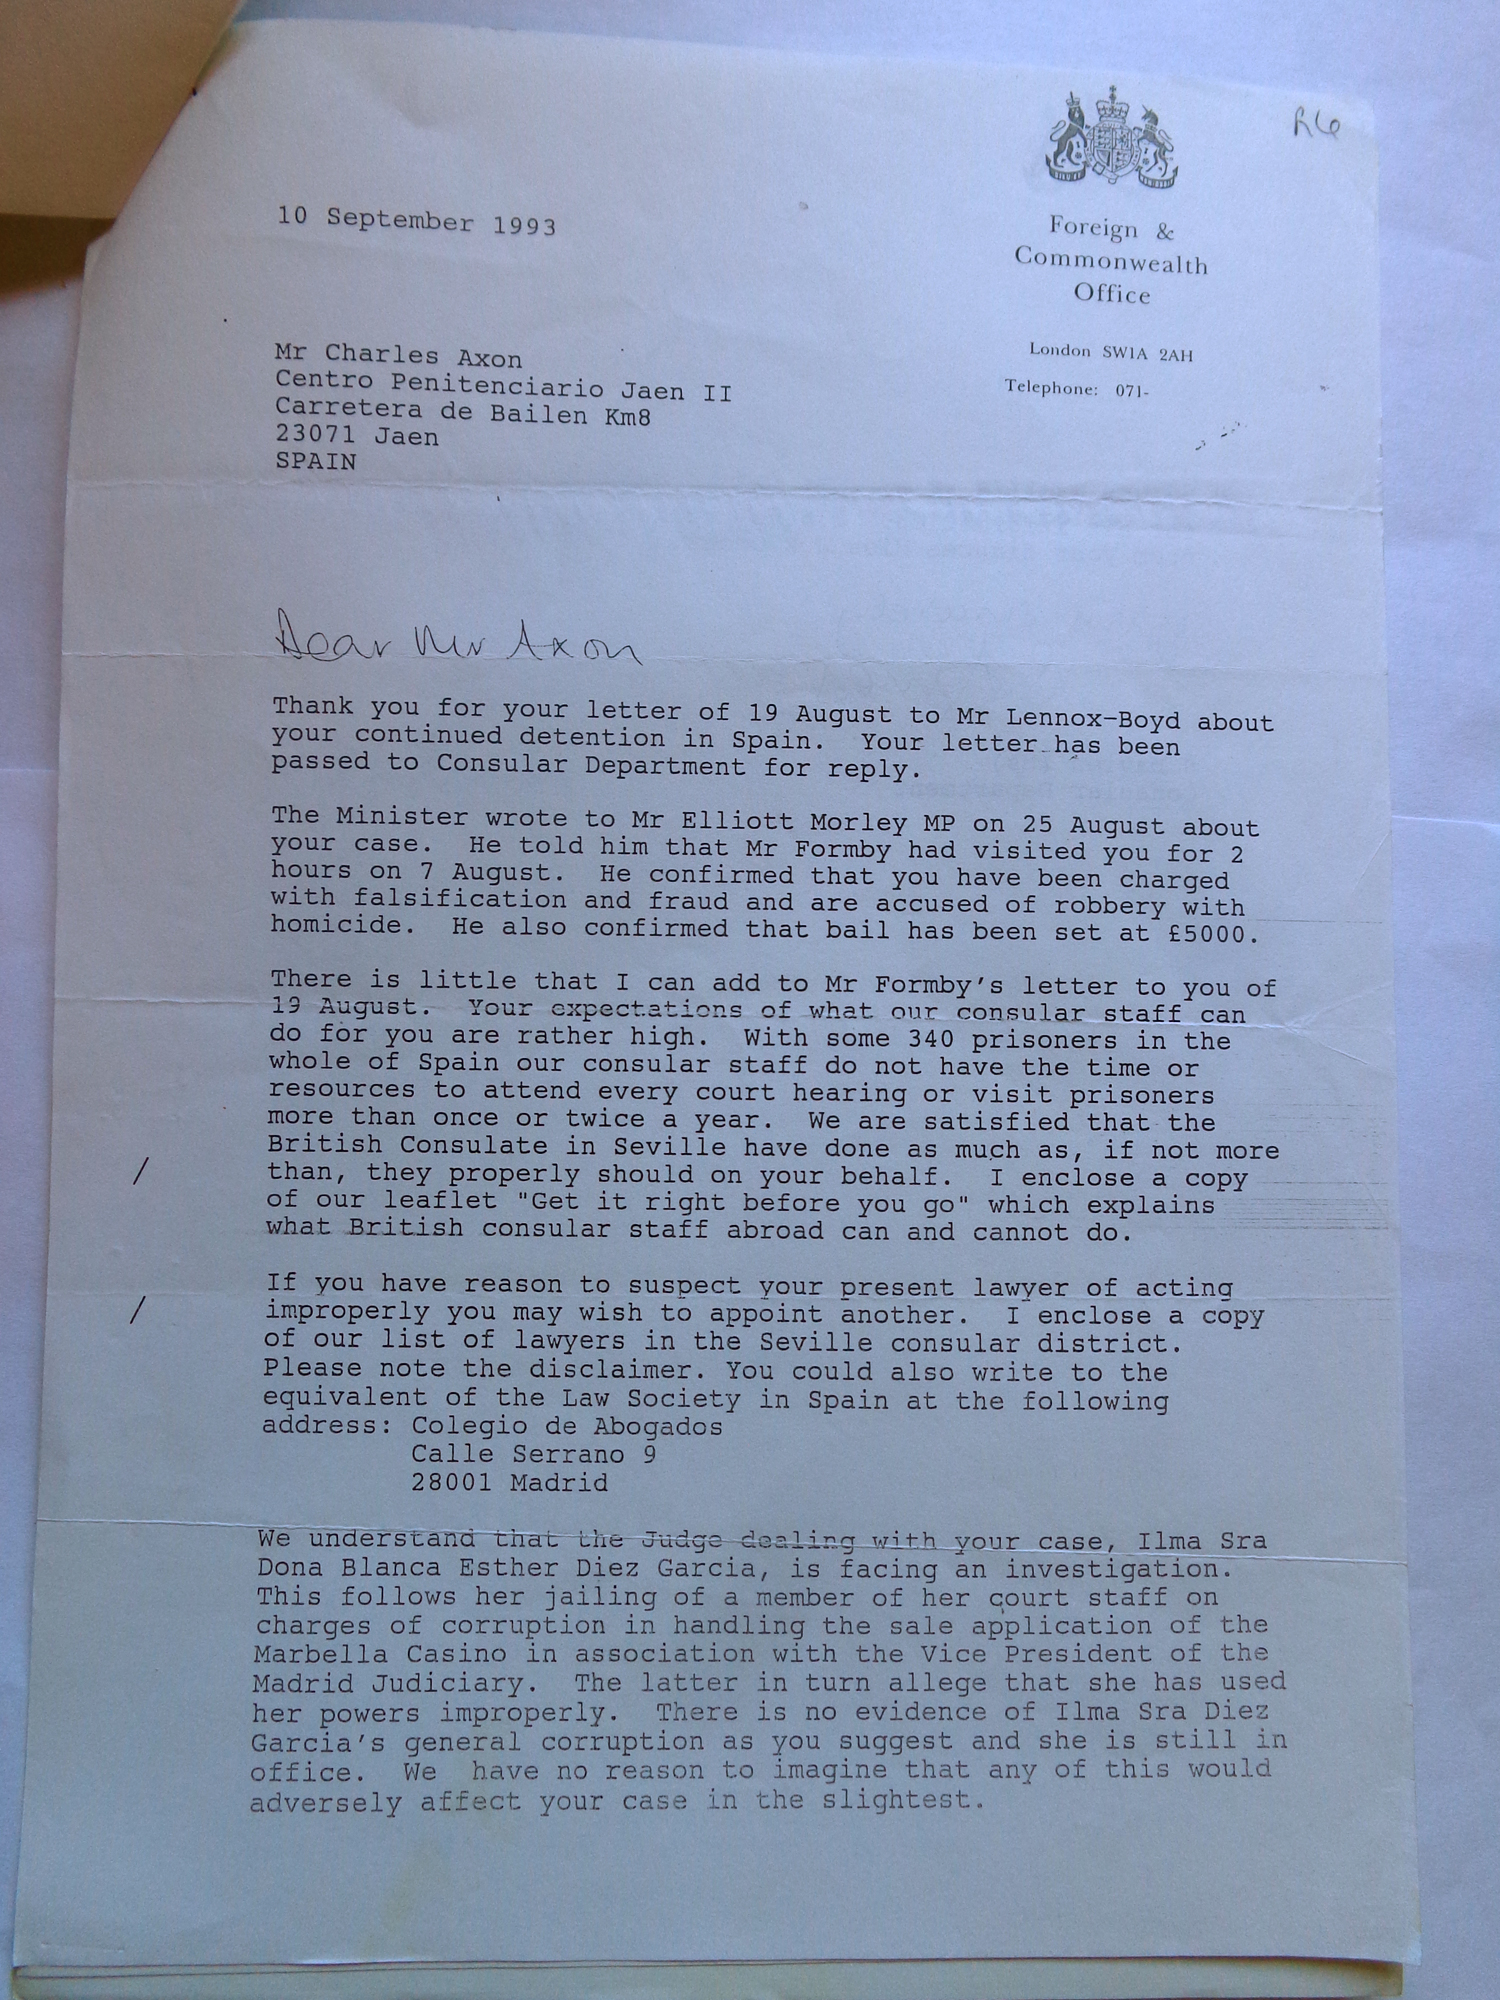 10 September 1993
Foreign &
Commonwealth
Office
London SW1A 2AH
Telephone: 071-
Mr Charles Axon
Centro Penitenciario Jaen II
Carretera de Bailen Km8
23071 Jaen
SPAIN
Dear Mr Axon
Thank you for your letter of 19 August to Mr Lennox-Boyd about
your continued detention in Spain.  Your letter has been
passed to Consular Department for reply.
The Minister wrote to Mr Elliott Morley MP on 25 August about
your case.  He told him that Mr Formby had visited you for 2
hours on 7 August.  He confirmed that you have been charged
with falsification and fraud and are accused of robbery with
homicide.  He also confirmed that bail has been set at £5000.
There is little that I can add to Mr Formby's letter to you of
19 August.  Your expectations of what our consular staff can
do for you are rather high.  With some 340 prisoners in the
whole of Spain our consular staff do not have the time or
resources to attend every court hearing or visit prisoners
more than once or twice a year.  We are satisfied that the
British Consulate in Seville have done as much as, if not more
/ than, they properly should on your behalf.  I enclose a copy
of our leaflet "Get it right before you go" which explains
what British consular staff abroad can and cannot do.
If you have reason to suspect your present lawyer of acting
/ improperly you may wish to appoint another.  I enclose a copy
of our list of lawyers in the Seville consular district.
Please note the disclaimer. You could also write to the
equivalent of the Law Society in Spain at the following
address: Colegio de Abogados
Calle Serrano 9
28001 Madrid
We understand that the Judge dealing with your case, Ilma Sra
Dona Blanca Esther Diez Garcia, is facing an investigation.
This follows her jailing of a member of her court staff on
charges of corruption in handling the sale application of the
Marbella Casino in association with the Vice President of the
Madrid Judiciary.  The latter in turn allege that she has used
her powers improperly.  There is no evidence of Ilma Sra Diez
Garcia's general corruption as you suggest and she is still in
office.  We  have no reason to imagine that any of this would
adversely affect your case in the slightest.